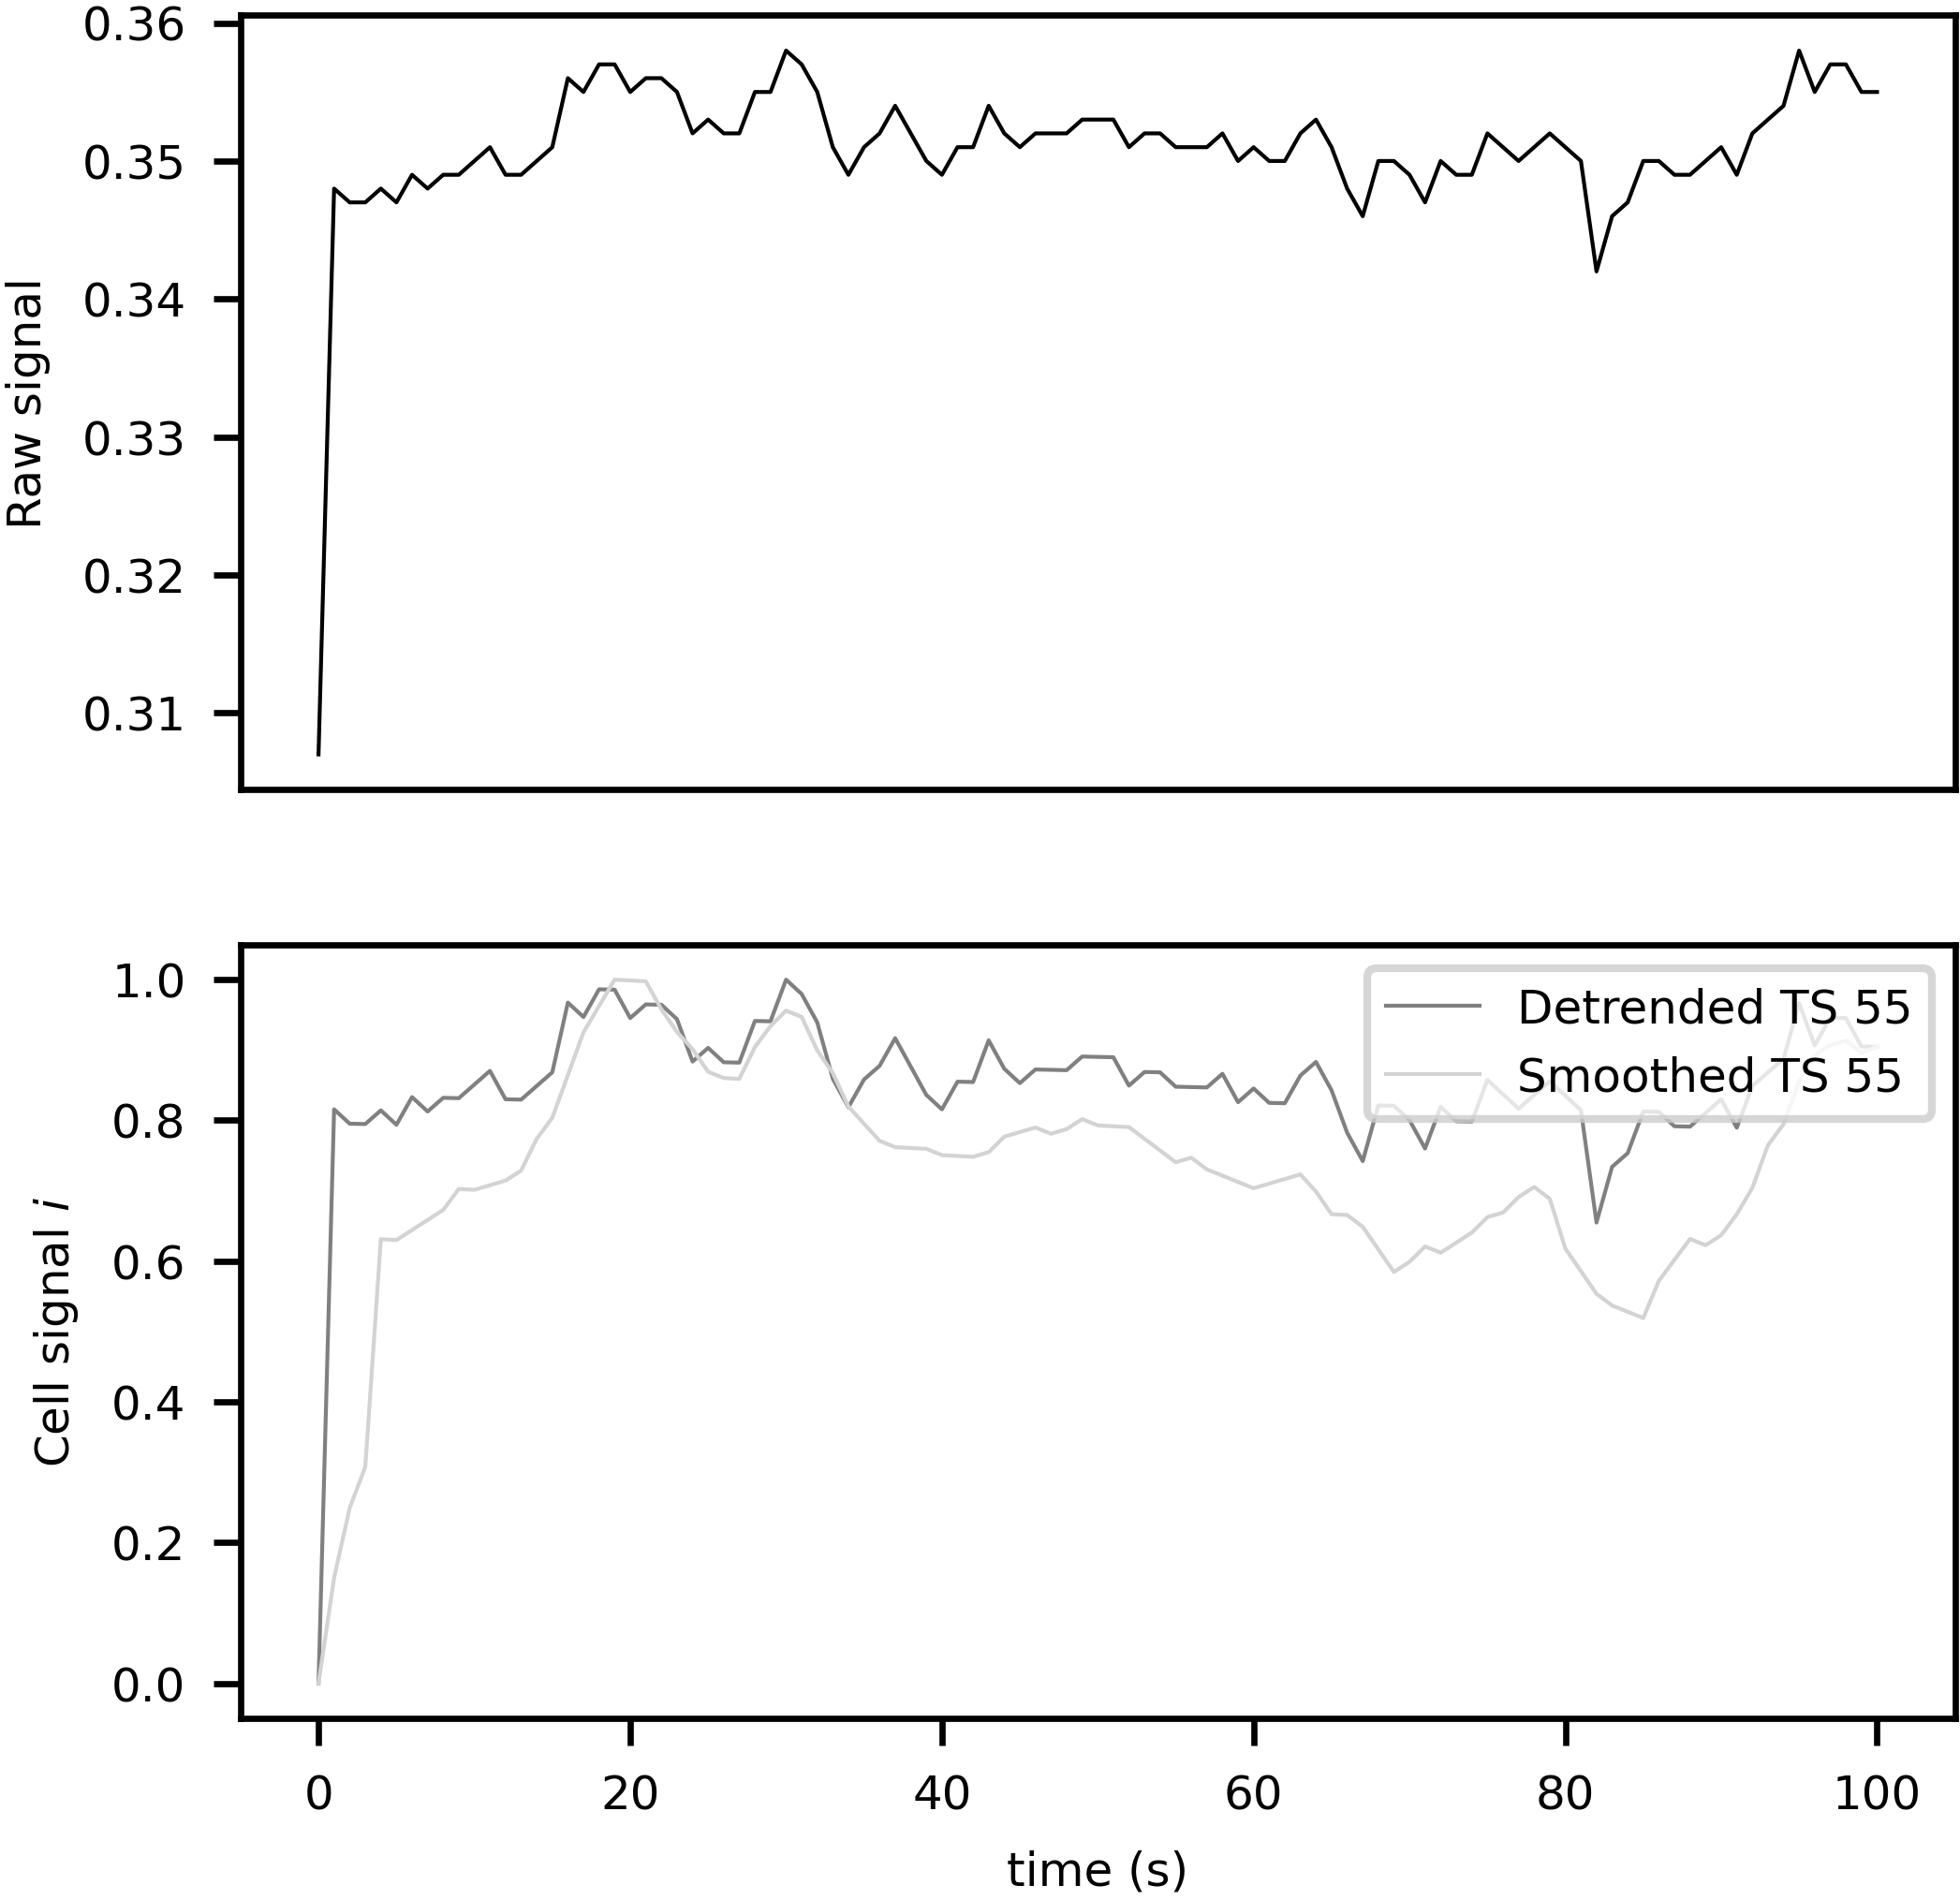 0.36
0.35
0.34
0.33
0.32
0.31
Raw signal
1.0
0.8
0.6
0.4
0.2
0.0
Cell signal i
Detrended TS 55
Smoothed TS 55
0 20 40 60 80 100
time (s)